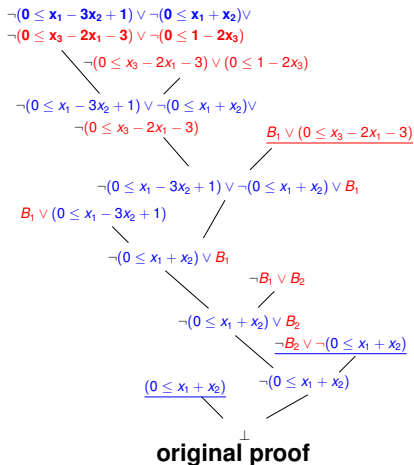 ¬(0 ≤ x₁ − 3x₂ + 1) ∨ ¬(0 ≤ x₁ + x₂)∨
¬(0 ≤ x₃ − 2x₁ − 3) ∨ ¬(0 ≤ 1 − 2x₃)
¬(0 ≤ x₃ − 2x₁ − 3) ∨ (0 ≤ 1 − 2x₃)
¬(0 ≤ x₁ − 3x₂ + 1) ∨ ¬(0 ≤ x₁ + x₂)∨
¬(0 ≤ x₃ − 2x₁ − 3)
B₁ ∨ (0 ≤ x₃ − 2x₁ − 3)
¬(0 ≤ x₁ − 3x₂ + 1) ∨ ¬(0 ≤ x₁ + x₂) ∨ B₁
B₁ ∨ (0 ≤ x₁ − 3x₂ + 1)
¬(0 ≤ x₁ + x₂) ∨ B₁
¬B₁ ∨ B₂
¬(0 ≤ x₁ + x₂) ∨ B₂
¬B₂ ∨ ¬(0 ≤ x₁ + x₂)
(0 ≤ x₁ + x₂)
¬(0 ≤ x₁ + x₂)
⊥
original proof